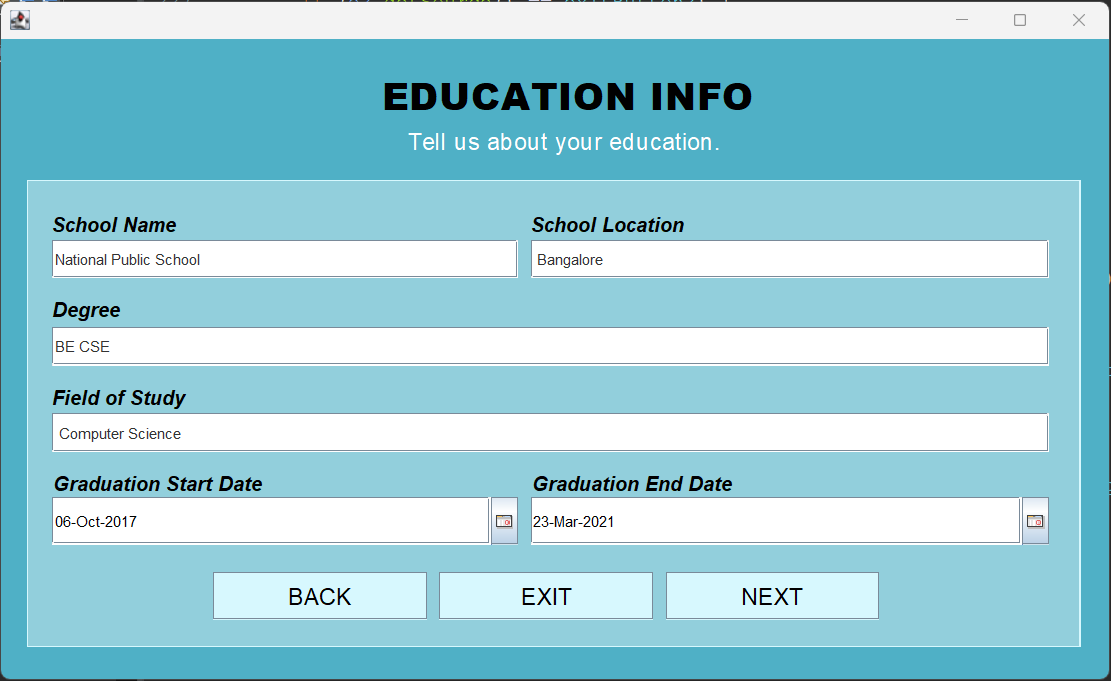 EDUCATION INFO
Tell us about your education.
School Name
School Location
National Public School
Bangalore
Degree
BE CSE
Field of Study
Computer Science
Graduation Start Date
Graduation End Date
06-Oct-2017
23-Mar-2021
BACK
EXIT
NEXT